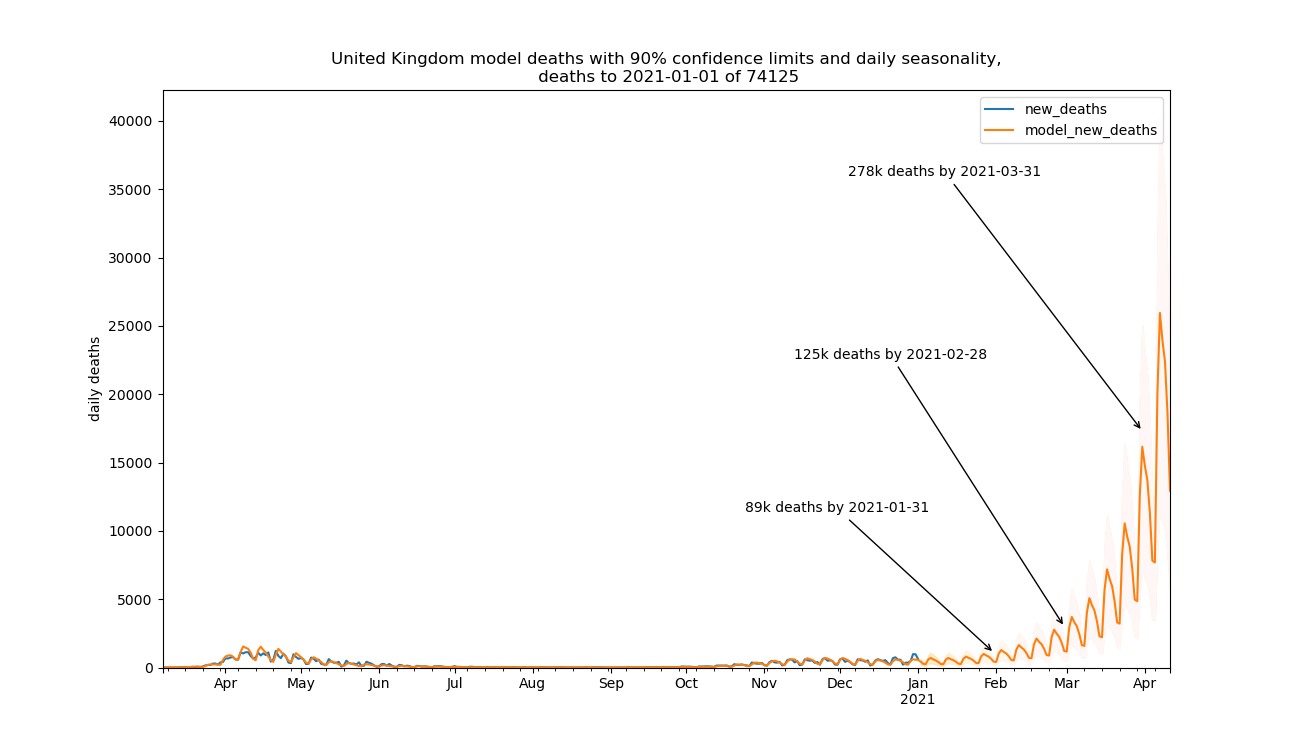 United Kingdom model deaths with 90% confidence limits and daily seasonality,
deaths to 2021-01-01 of 74125
new_deaths
model_new_deaths
278k deaths by 2021-03-31
125k deaths by 2021-02-28
89k deaths by 2021-01-31
daily deaths
40000
35000
30000
25000
20000
15000
10000
5000
0
Apr May Jun Jul Aug Sep Oct Nov Dec Jan Feb Mar Apr
2021